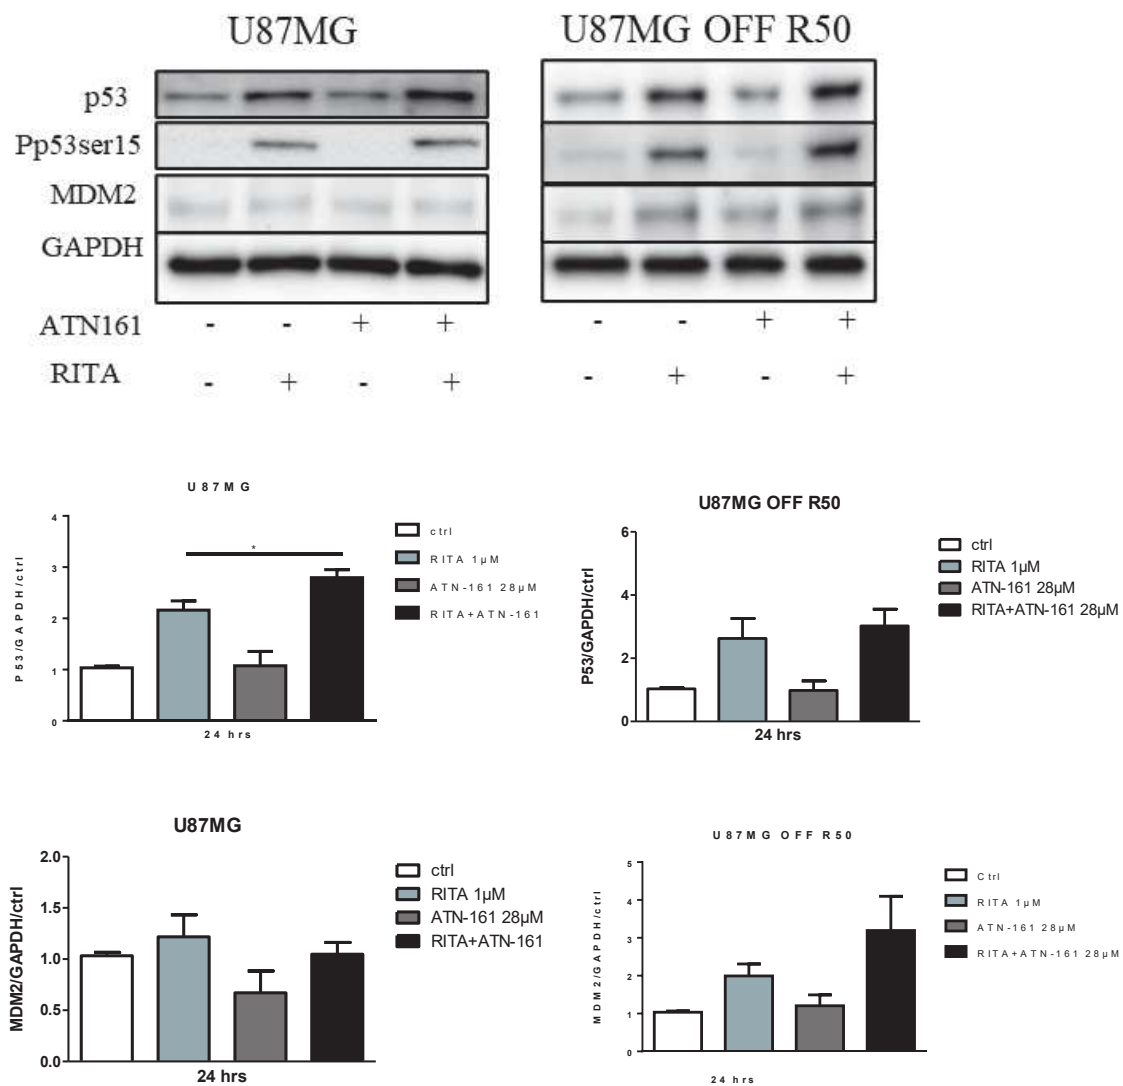 U87MG
U87MG OFF R50
p53
Pp53ser15
MDM2
GAPDH
ATN161 - - + + - - + +
RITA - + - + - + - +
U87MG
P53/GAPDH/ctrl
4
3
2
1
0
*
24 hrs
ctrl
RITA 1µM
ATN-161 28µM
RITA+ATN-161
U87MG OFF R50
P53/GAPDH/ctrl
6
4
2
0
24 hrs
ctrl
RITA 1µM
ATN-161 28µM
RITA+ATN-161 28µM
U87MG
MDM2/GAPDH/ctrl
2.0
1.5
1.0
0.5
0.0
24 hrs
ctrl
RITA 1µM
ATN-161 28µM
RITA+ATN-161
U87MG OFF R50
MDM2/GAPDH/ctrl
5
4
3
2
1
0
24 hrs
Ctrl
RITA 1µM
ATN-161 28µM
RITA+ATN-161 28µM